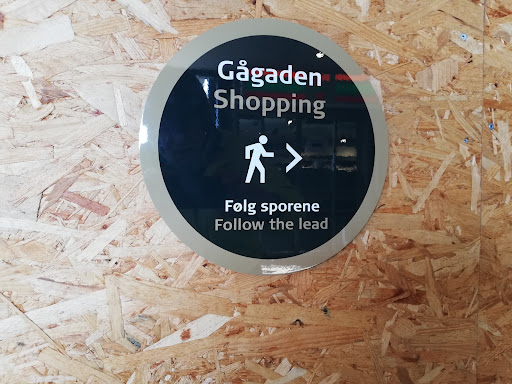 Gågaden
Shopping
Følg sporene
Follow the lead